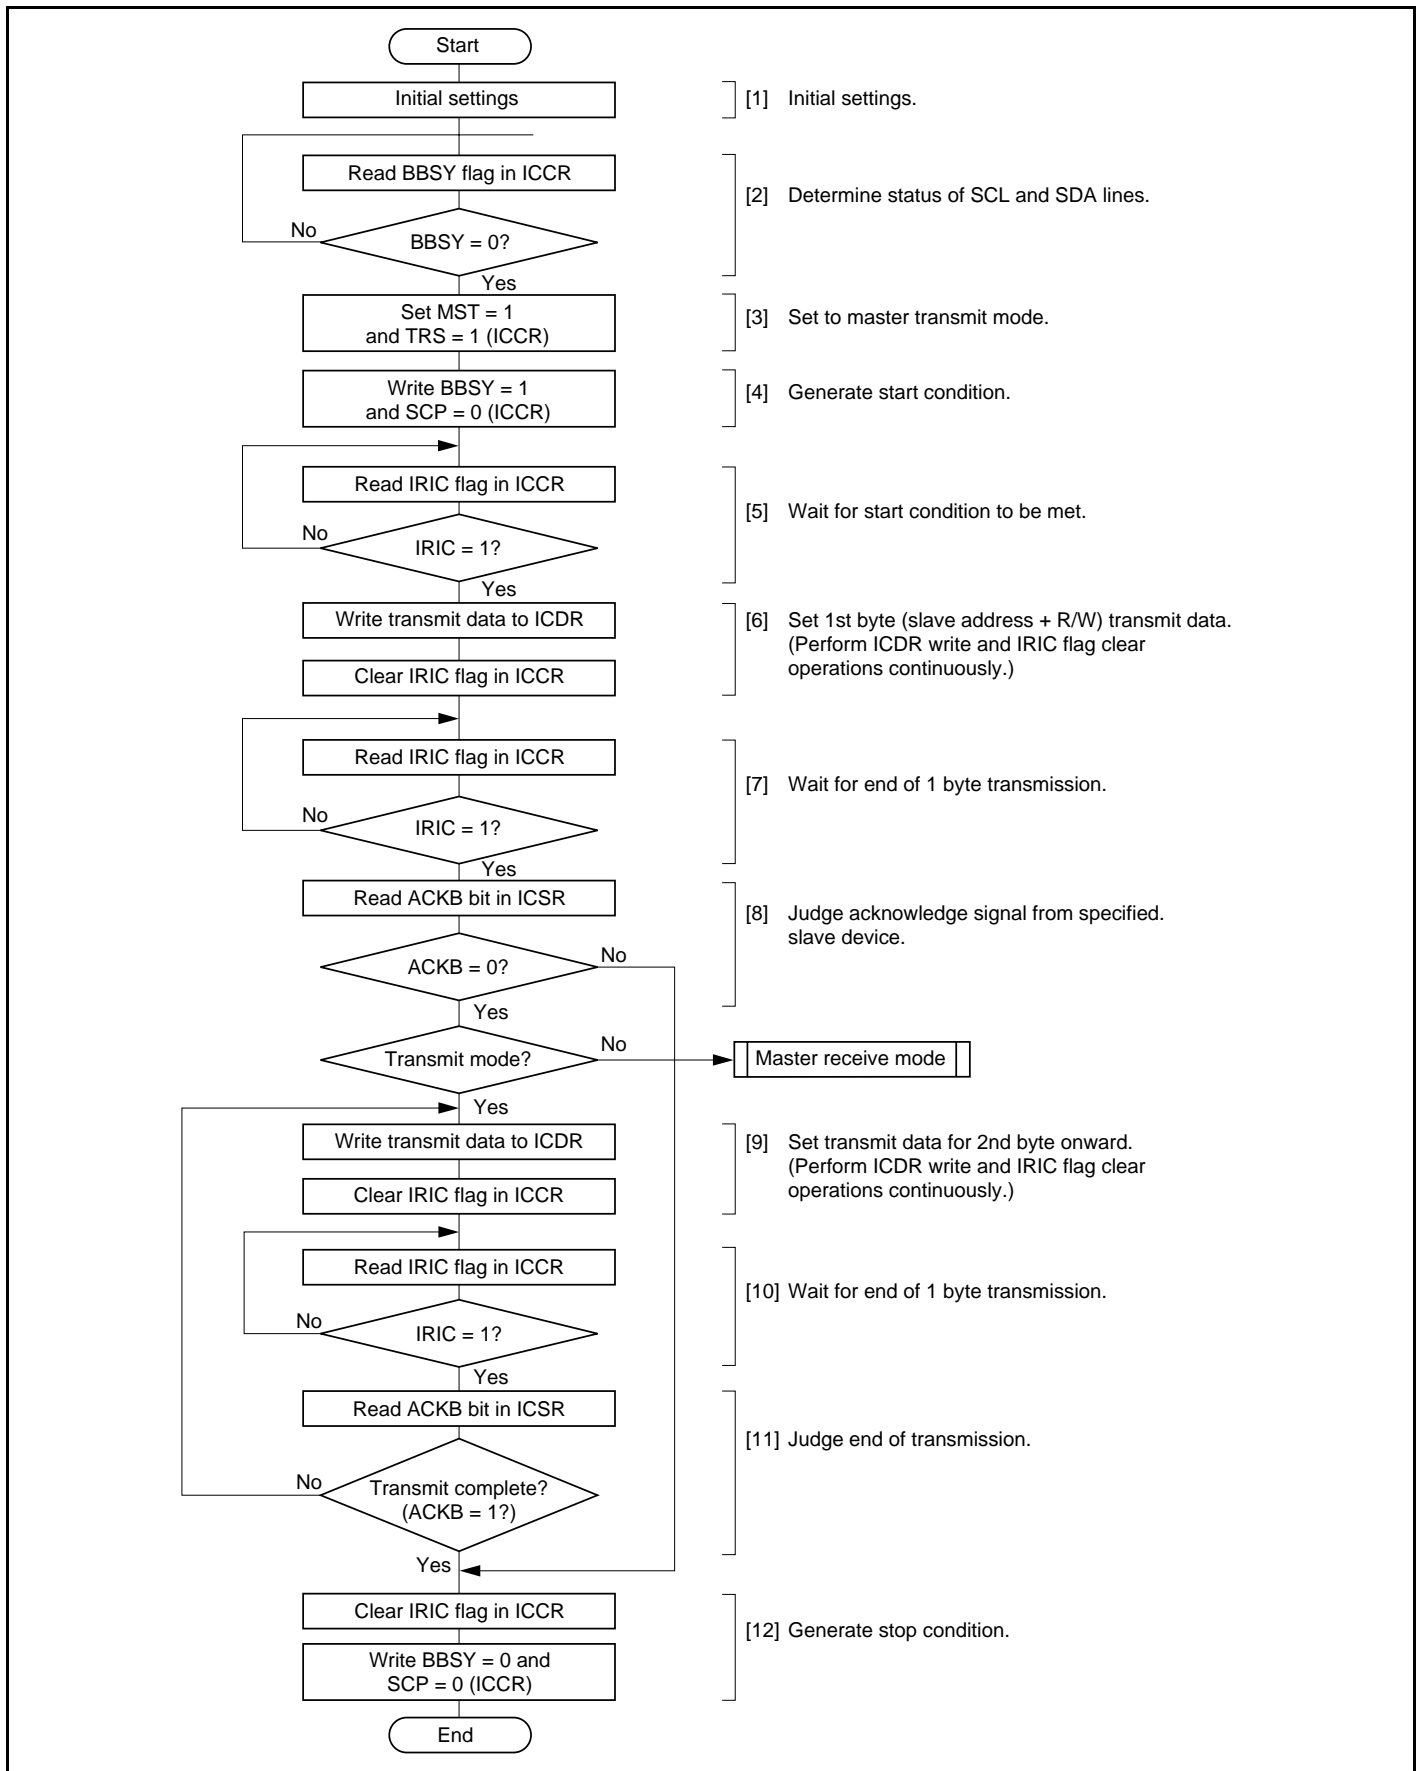 Start
Initial settings
[1] Initial settings.
Read BBSY flag in ICCR
[2] Determine status of SCL and SDA lines.
No
BBSY = 0?
Yes
Set MST = 1
and TRS = 1 (ICCR)
[3] Set to master transmit mode.
Write BBSY = 1
and SCP = 0 (ICCR)
[4] Generate start condition.
Read IRIC flag in ICCR
[5] Wait for start condition to be met.
No
IRIC = 1?
Yes
Write transmit data to ICDR
[6] Set 1st byte (slave address + R/W) transmit data.
(Perform ICDR write and IRIC flag clear
operations continuously.)
Clear IRIC flag in ICCR
Read IRIC flag in ICCR
[7] Wait for end of 1 byte transmission.
No
IRIC = 1?
Yes
Read ACKB bit in ICSR
[8] Judge acknowledge signal from specified.
slave device.
ACKB = 0?
No
Yes
Transmit mode?
No
Master receive mode
Yes
Write transmit data to ICDR
[9] Set transmit data for 2nd byte onward.
(Perform ICDR write and IRIC flag clear
operations continuously.)
Clear IRIC flag in ICCR
Read IRIC flag in ICCR
[10] Wait for end of 1 byte transmission.
No
IRIC = 1?
Yes
Read ACKB bit in ICSR
[11] Judge end of transmission.
No
Transmit complete?
(ACKB = 1?)
Yes
Clear IRIC flag in ICCR
[12] Generate stop condition.
Write BBSY = 0 and
SCP = 0 (ICCR)
End